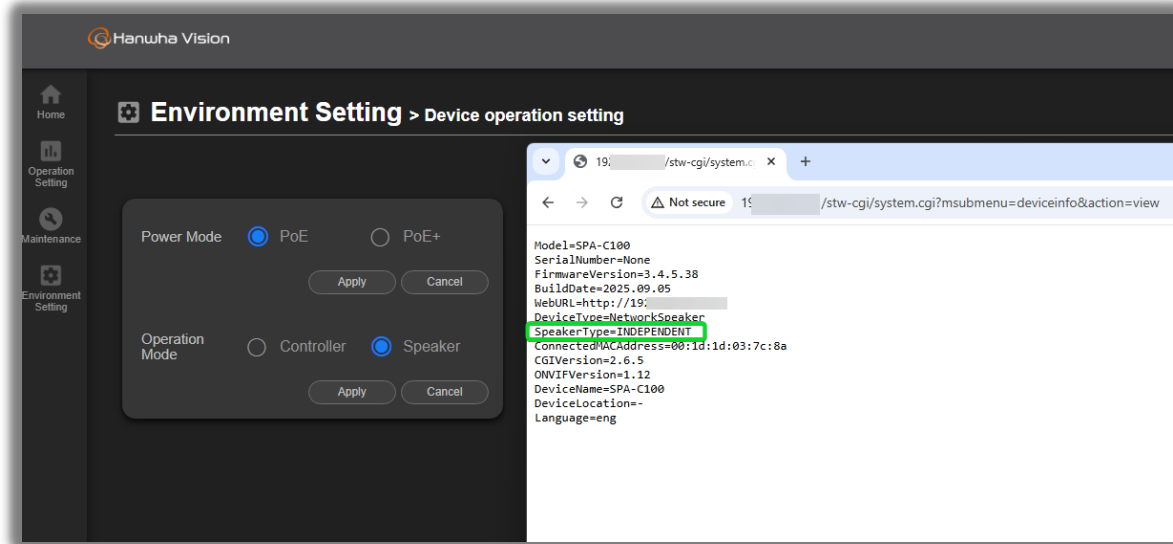 Hanwha Vision
Home
Operation
Setting
Maintenance
Environment
Setting
Environment Setting > Device operation setting
Power Mode
PoE
PoE+
Apply
Cancel
Operation
Mode
Controller
Speaker
Apply
Cancel
19 /stw-cgi/system.c
Not secure
19 /stw-cgi/system.cgi?msubmenu=deviceinfo&action=view
Model=SPA-C100
SerialNumber=None
FirmwareVersion=3.4.5.38
BuildDate=2025.09.05
WebURL=http://19
DeviceType=NetworkSpeaker
SpeakerType=INDEPENDENT
ConnectedMACAddress=00:1d:1d:03:7c:8a
CGIVersion=2.6.5
ONVIFVersion=1.12
DeviceName=SPA-C100
DeviceLocation=-
Language=eng